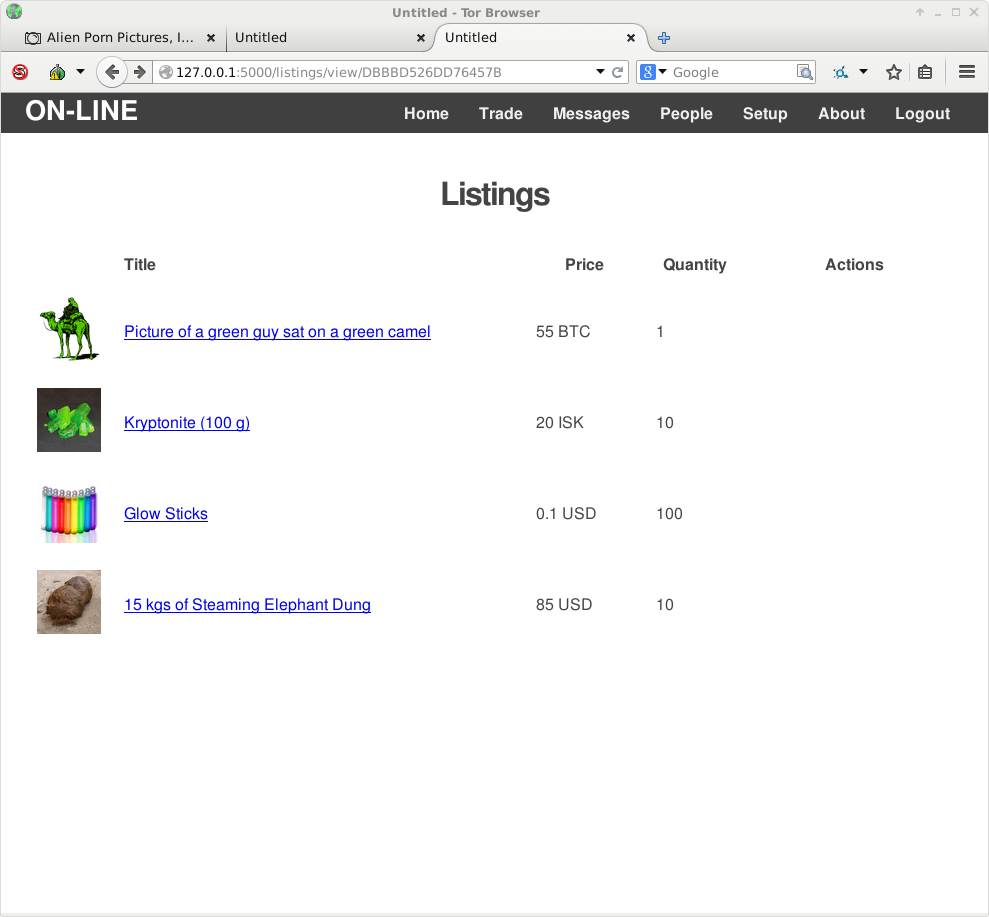 Untitled - Tor Browser
Alien Porn Pictures, I... Untitled Untitled
127.0.0.1:5000/listings/view/DBBBD526DD76457B Google
ON-LINE Home Trade Messages People Setup About Logout
Listings
Title Price Quantity Actions
Picture of a green guy sat on a green camel 55 BTC 1
Kryptonite (100 g) 20 ISK 10
Glow Sticks 0.1 USD 100
15 kgs of Steaming Elephant Dung 85 USD 10